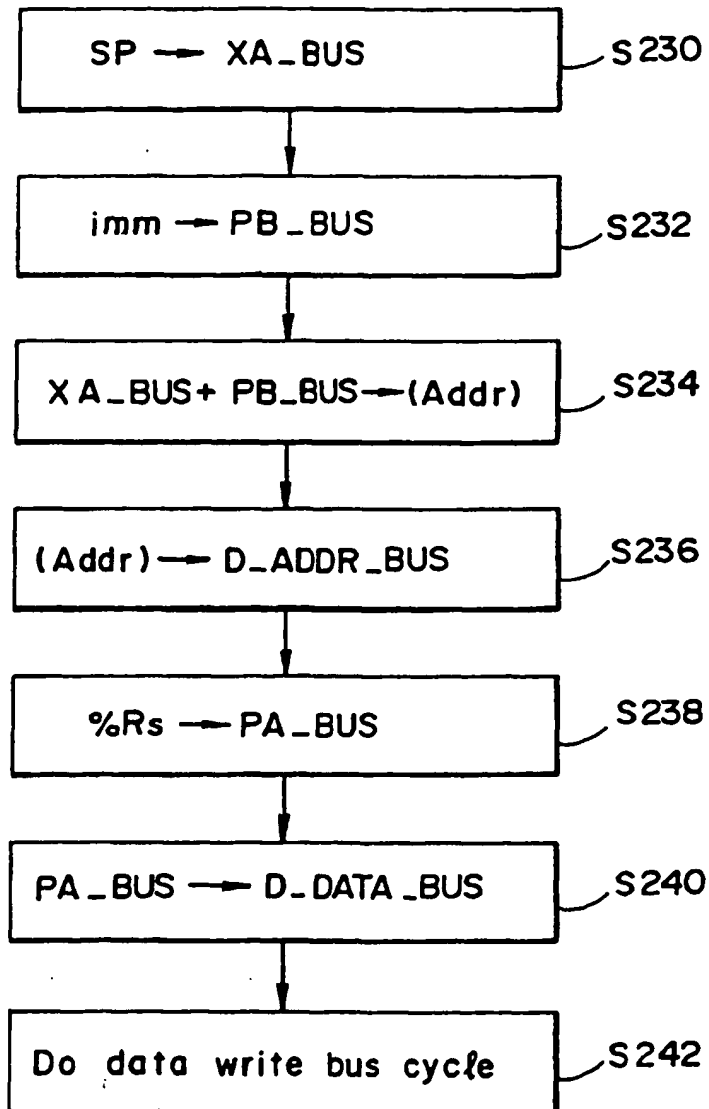 SP → XA_BUS S230
imm → PB_BUS S232
XA_BUS+ PB_BUS→(Addr) S234
(Addr) → D_ADDR_BUS S236
%Rs → PA_BUS S238
PA_BUS → D_DATA_BUS S240
Do data write bus cycle S242